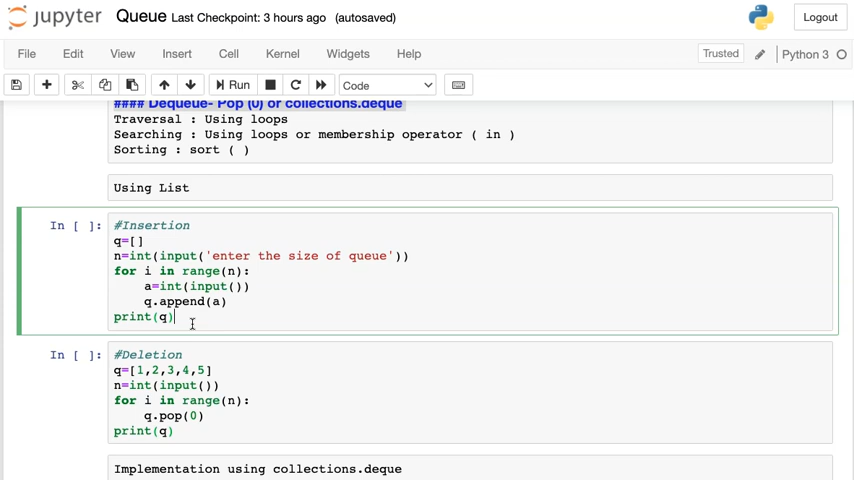 jupyter Queue Last Checkpoint: 3 hours ago (autosaved)
Logout
File Edit View Insert Cell Kernel Widgets Help
Trusted
Python 3
Run
Code
#### Dequeue- Pop (0) or collections.deque
Traversal : Using loops
Searching : Using loops or membership operator ( in )
Sorting : sort ( )
Using List
In [ ]:
#Insertion
q=[]
n=int(input('enter the size of queue'))
for i in range(n):
    a=int(input())
    q.append(a)
print(q)
In [ ]:
#Deletion
q=[1,2,3,4,5]
n=int(input())
for i in range(n):
    q.pop(0)
print(q)
Implementation using collections.deque